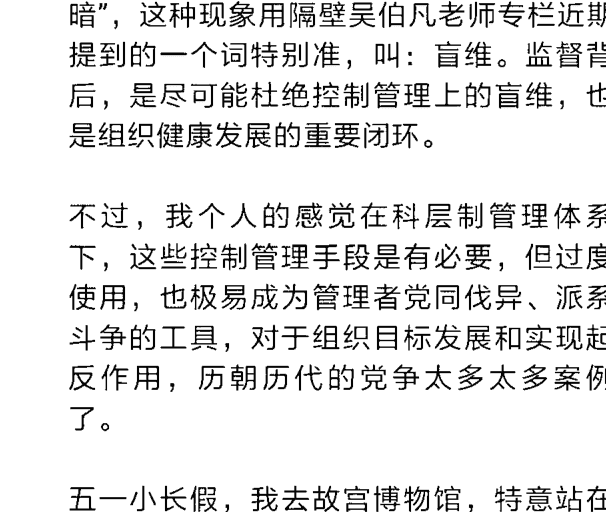 暗”，这种现象用隔壁吴伯凡老师专栏近期
提到的一个词特别准，叫：盲维。监督背
后，是尽可能杜绝控制管理上的盲维，也
是组织健康发展的重要闭环。
不过，我个人的感觉在科层制管理体系
下，这些控制管理手段是有必要，但过度
使用，也极易成为管理者党同伐异、派系
斗争的工具，对于组织目标发展和实现起
反作用，历朝历代的党争太多太多案例
了。
五一小长假，我去故宫博物馆，特意站在